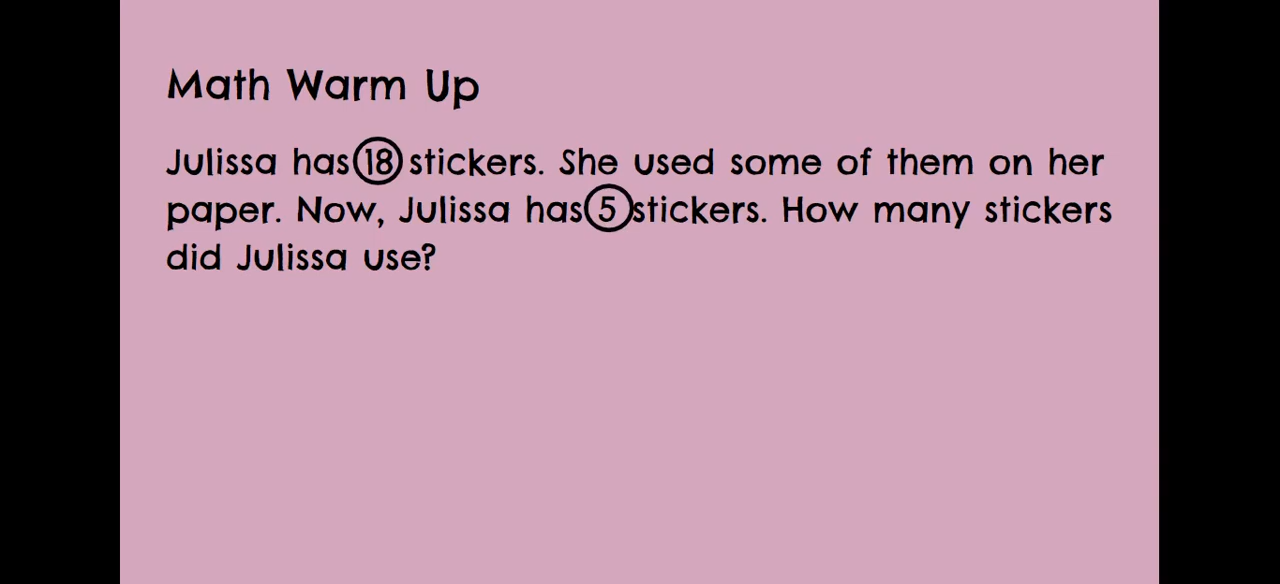 Math Warm Up
Julissa has 18 stickers. She used some of them on her
paper. Now, Julissa has 5 stickers. How many stickers
did Julissa use?